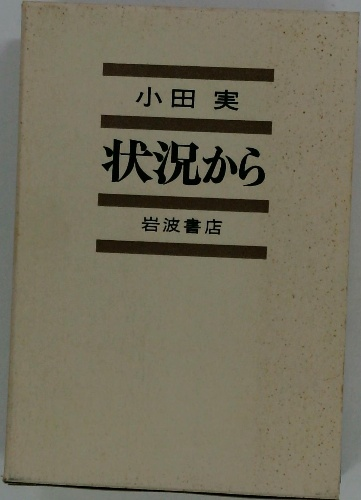 小田 実
状況から
岩波書店